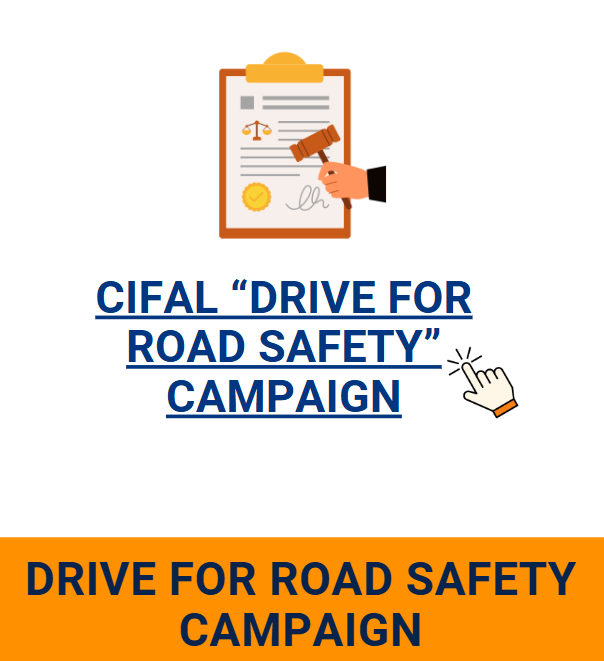 CIFAL “DRIVE FOR
ROAD SAFETY”
CAMPAIGN
DRIVE FOR ROAD SAFETY
CAMPAIGN